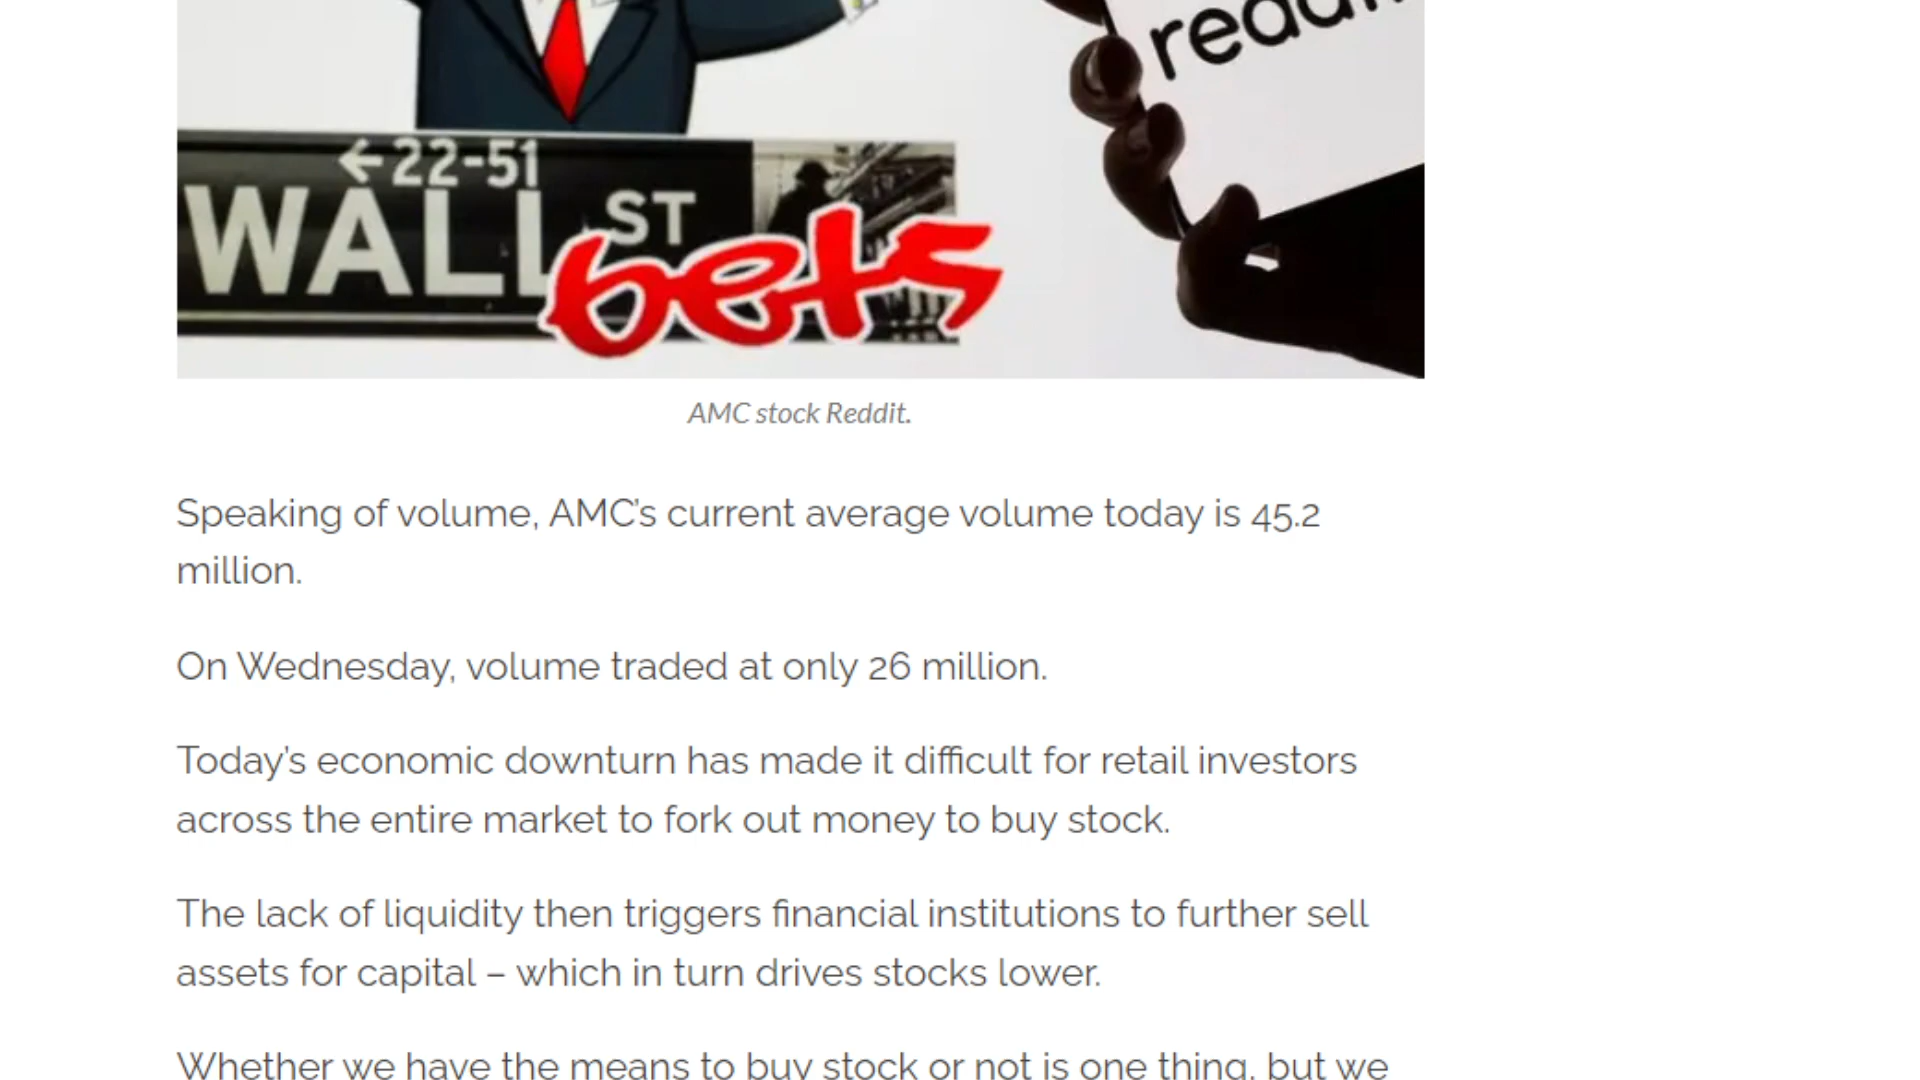 reddit
←22-51
WALL ST
bets
AMC stock Reddit.
Speaking of volume, AMC’s current average volume today is 45.2
million.
On Wednesday, volume traded at only 26 million.
Today’s economic downturn has made it difficult for retail investors
across the entire market to fork out money to buy stock.
The lack of liquidity then triggers financial institutions to further sell
assets for capital – which in turn drives stocks lower.
Whether we have the means to buy stock or not is one thing, but we